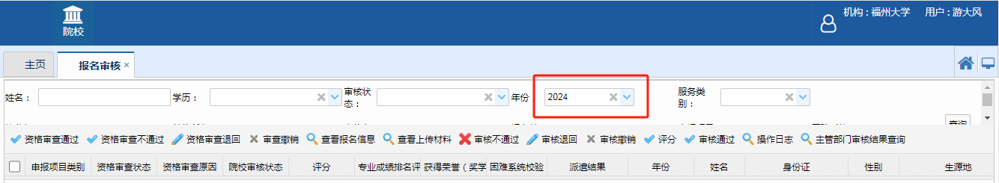 机构：福州大学 用户：游大风
院校
主页 报名审核 ×
姓名： 学历： 审核状态： 年份 2024 服务类别：
查询
资格审查通过 资格审查不通过 资格审查退回 审查撤销 查看报名信息 查看上传材料 审核不通过 审核退回 审核撤销 评分 审核通过 操作日志 主管部门审核结果查询
申报项目类别 资格审查状态 资格审查原因 院校审核状态 评分 专业成绩排名评 获得荣誉（奖学 困难系统校验 派遣结果 年份 姓名 身份证 性别 生源地